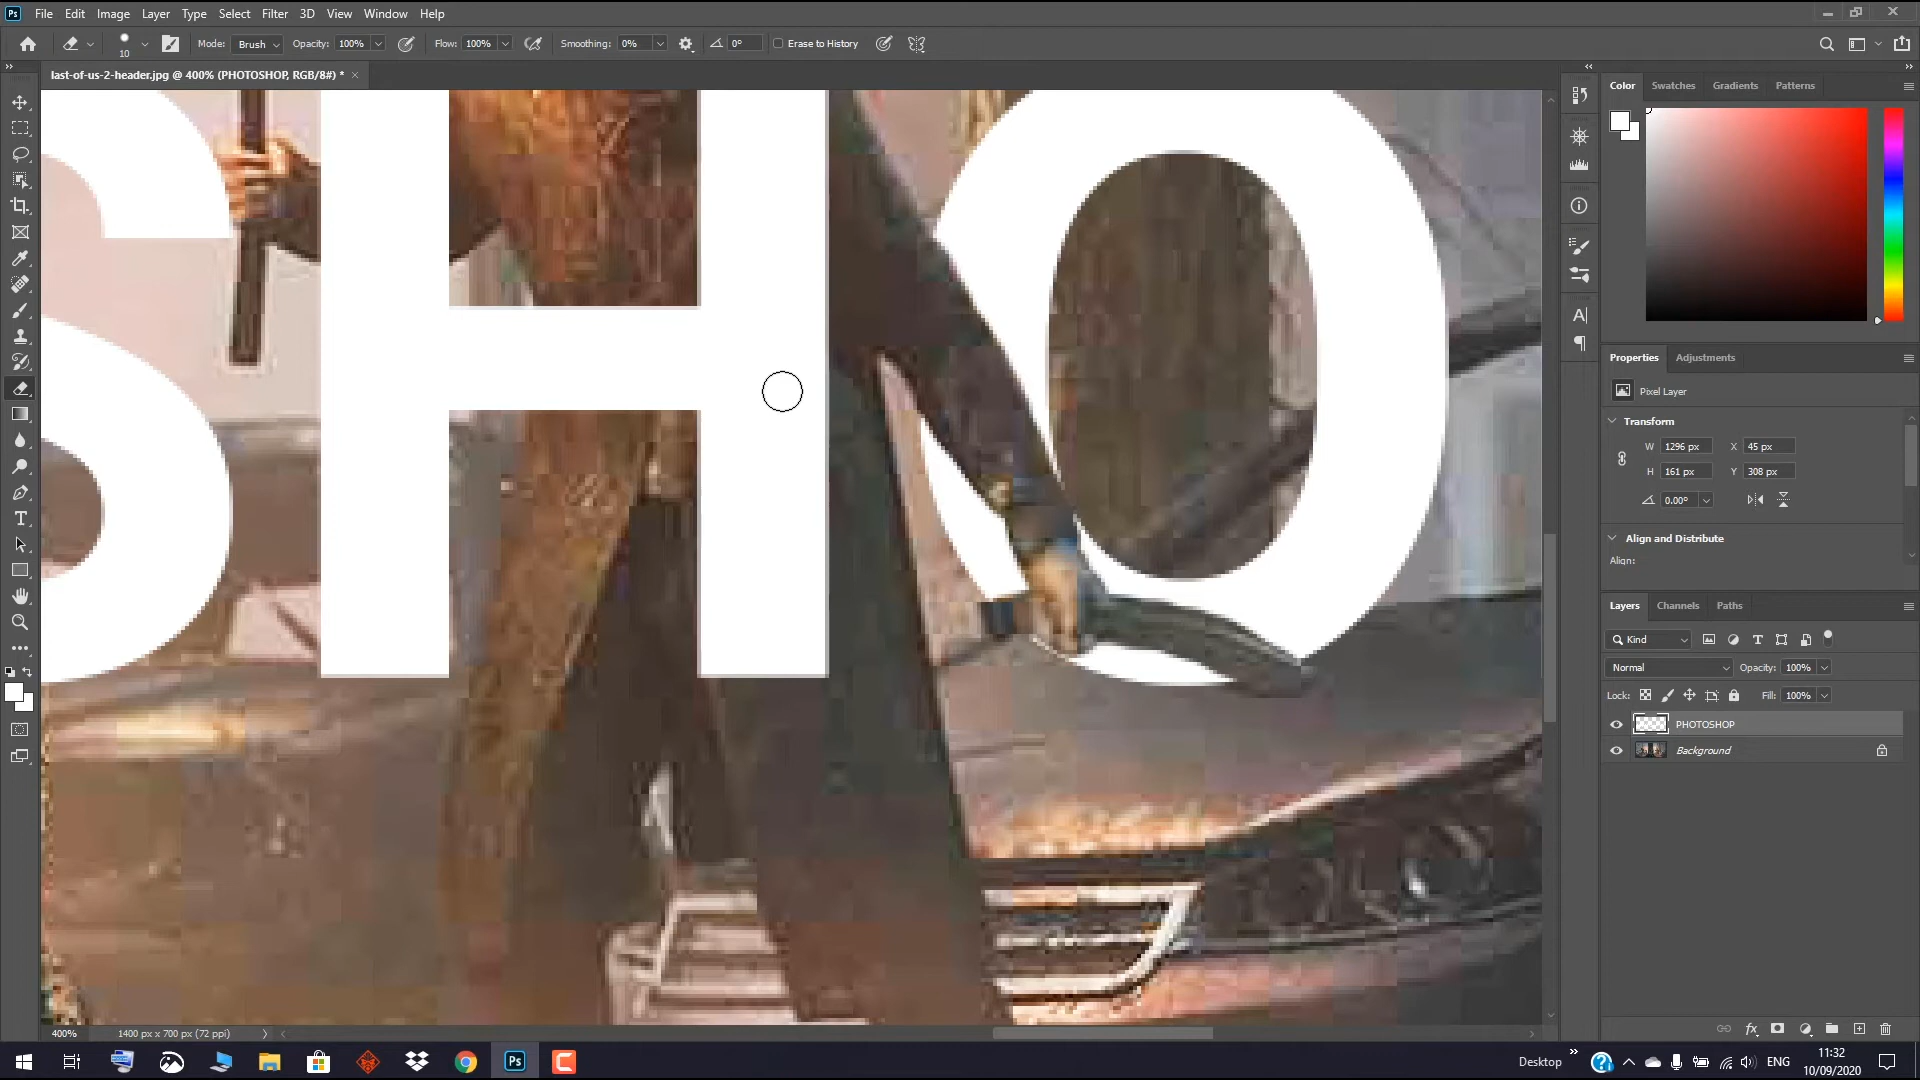 Ps File Edit Image Layer Type Select Filter 3D View Window Help
10 Mode: Brush Opacity: 100% Flow: 100% Smoothing: 0% 0° Erase to History
last-of-us-2-header.jpg @ 400% (PHOTOSHOP, RGB/8#) * ×
SHO
Color Swatches Gradients Patterns
Properties Adjustments
Pixel Layer
Transform
W 1296 px X 45 px
H 161 px Y 308 px
0.00°
Align and Distribute
Align:
Layers Channels Paths
Kind
Normal Opacity: 100%
Lock: Fill: 100%
PHOTOSHOP
Background
fx
400% 1400 px x 700 px (72 ppi)
Ps Desktop ENG 11:32
10/09/2020